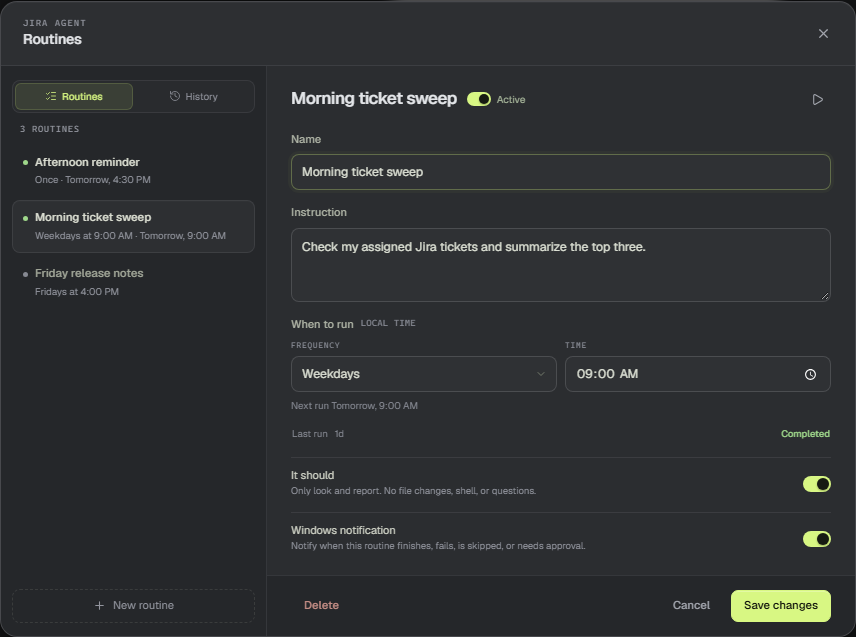 JIRA AGENT
Routines
Routines
History
3 ROUTINES
Afternoon reminder
Once · Tomorrow, 4:30 PM
Morning ticket sweep
Weekdays at 9:00 AM · Tomorrow, 9:00 AM
Friday release notes
Fridays at 4:00 PM
+ New routine
Morning ticket sweep
Active
Name
Morning ticket sweep
Instruction
Check my assigned Jira tickets and summarize the top three.
When to run LOCAL TIME
FREQUENCY
TIME
Weekdays
09:00 AM
Next run Tomorrow, 9:00 AM
Last run 1d
Completed
It should
Only look and report. No file changes, shell, or questions.
Windows notification
Notify when this routine finishes, fails, is skipped, or needs approval.
Delete
Cancel
Save changes